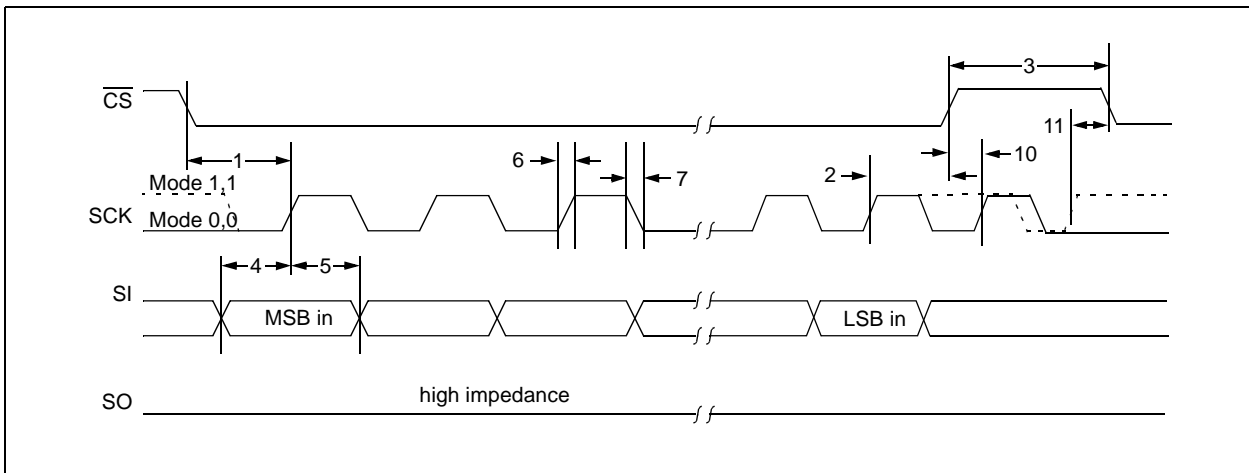 3
CS
11
1
6
10
2
7
Mode 1,1
SCK
Mode 0,0
4
5
SI
MSB in
LSB in
high impedance
SO